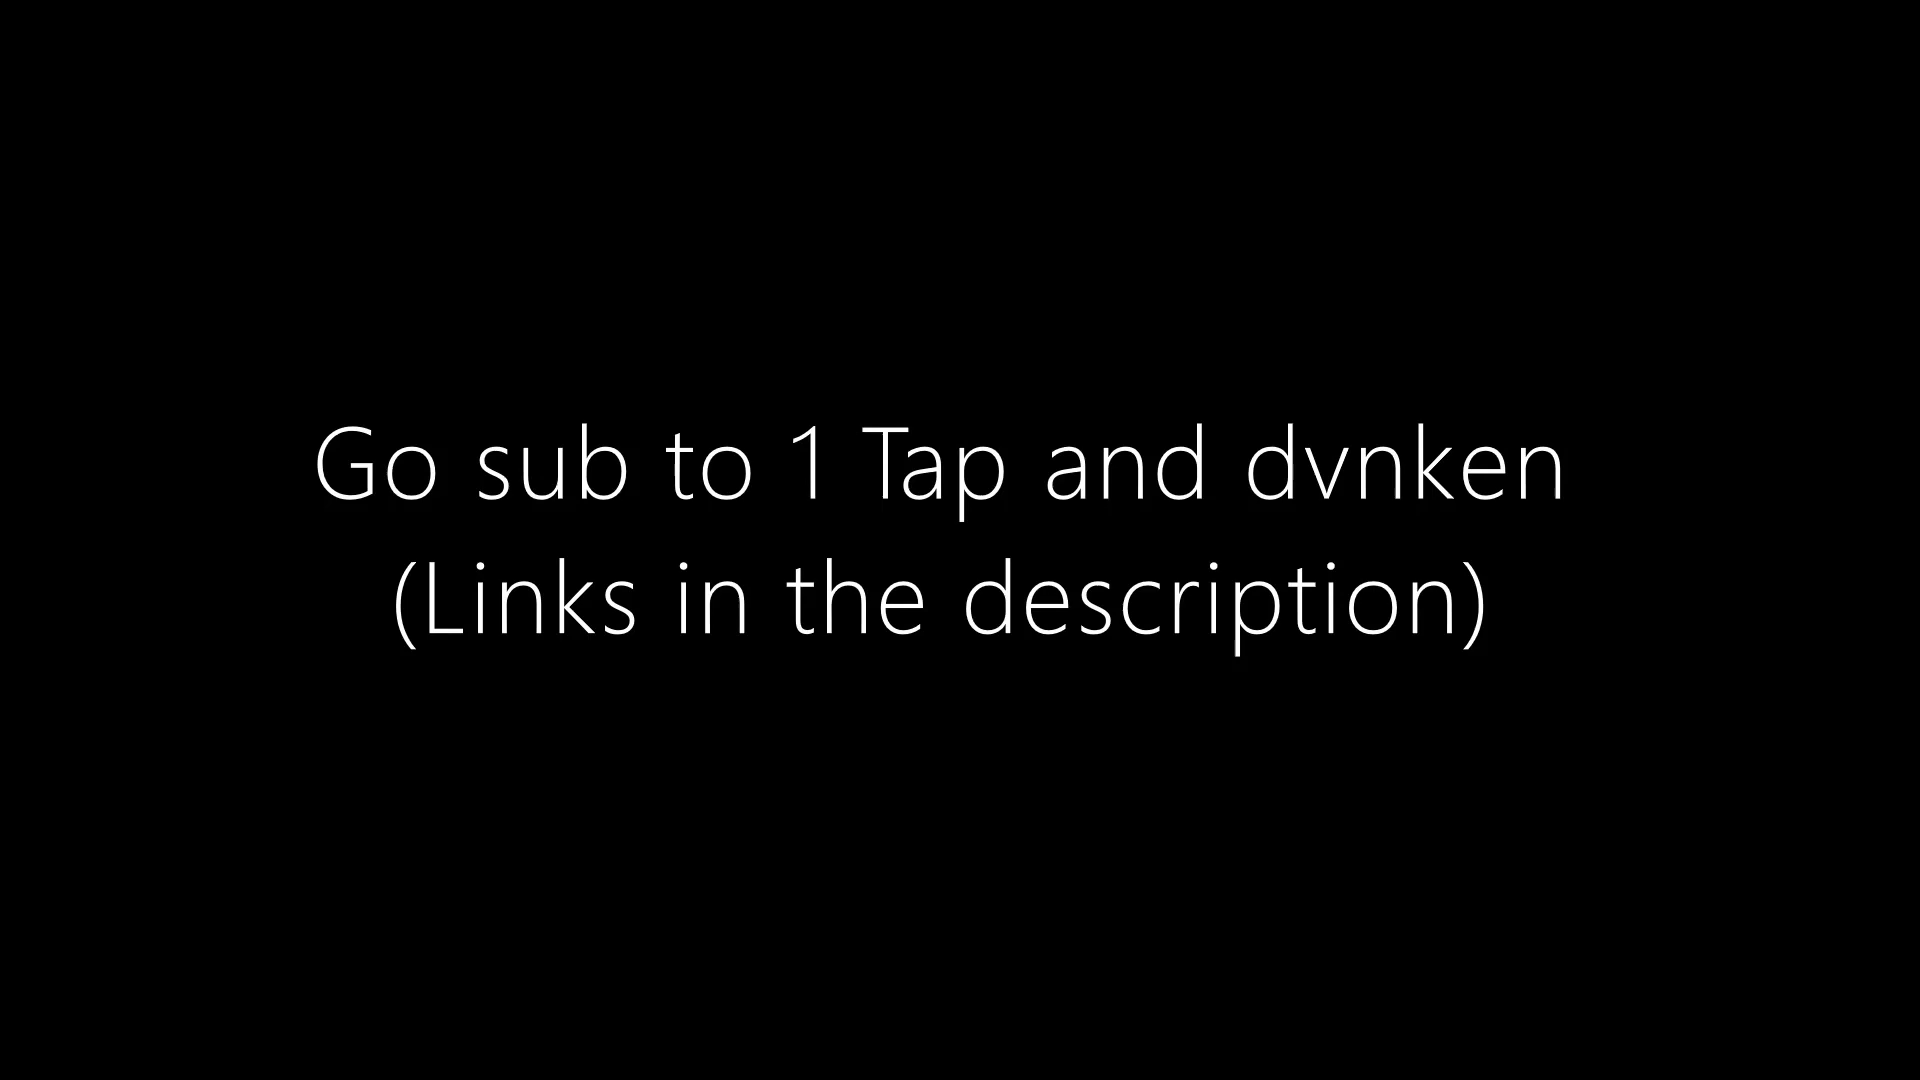 Go sub to 1 Tap and dvnken
(Links in the description)